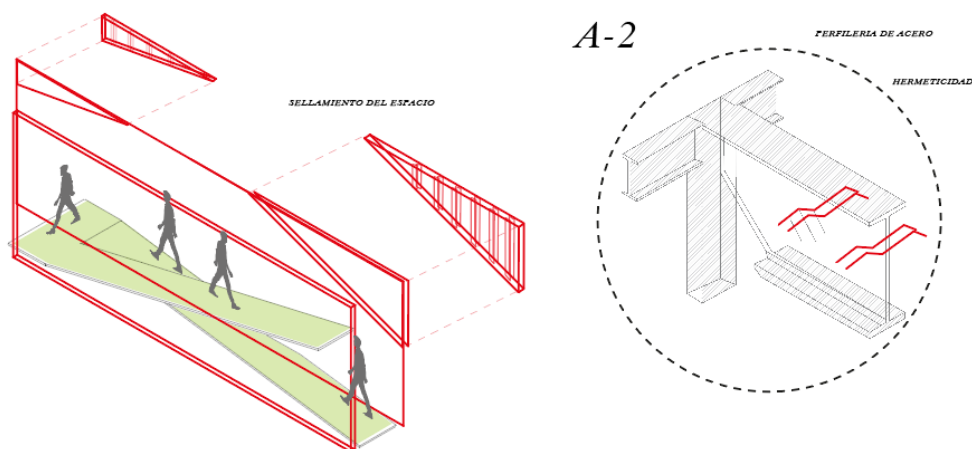 A-2
PERFILERIA DE ACERO
HERMETICIDAD
SELLAMIENTO DEL ESPACIO